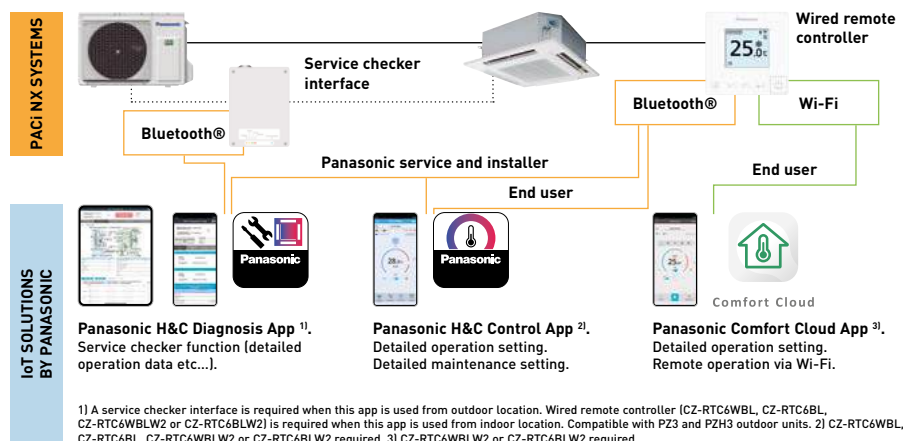 PACi NX SYSTEMS
Panasonic
Service checker
interface
Wired remote
controller
Panasonic
25.0c
Bluetooth®
Bluetooth®
Wi-Fi
Panasonic service and installer
End user
End user
IoT SOLUTIONS
BY PANASONIC
Panasonic
28.0
Panasonic
25
Comfort Cloud
Panasonic H&C Diagnosis App 1).
Service checker function (detailed
operation data etc...).
Panasonic H&C Control App 2).
Detailed operation setting.
Detailed maintenance setting.
Panasonic Comfort Cloud App 3).
Detailed operation setting.
Remote operation via Wi-Fi.
1) A service checker interface is required when this app is used from outdoor location. Wired remote controller (CZ-RTC6WBL, CZ-RTC6BL,
CZ-RTC6WBLW2 or CZ-RTC6BLW2) is required when this app is used from indoor location. Compatible with PZ3 and PZH3 outdoor units. 2) CZ-RTC6WBL,
CZ-RTC6BL, CZ-RTC6WBLW2 or CZ-RTC6BLW2 required. 3) CZ-RTC6WBLW2 or CZ-RTC6BLW2 required.